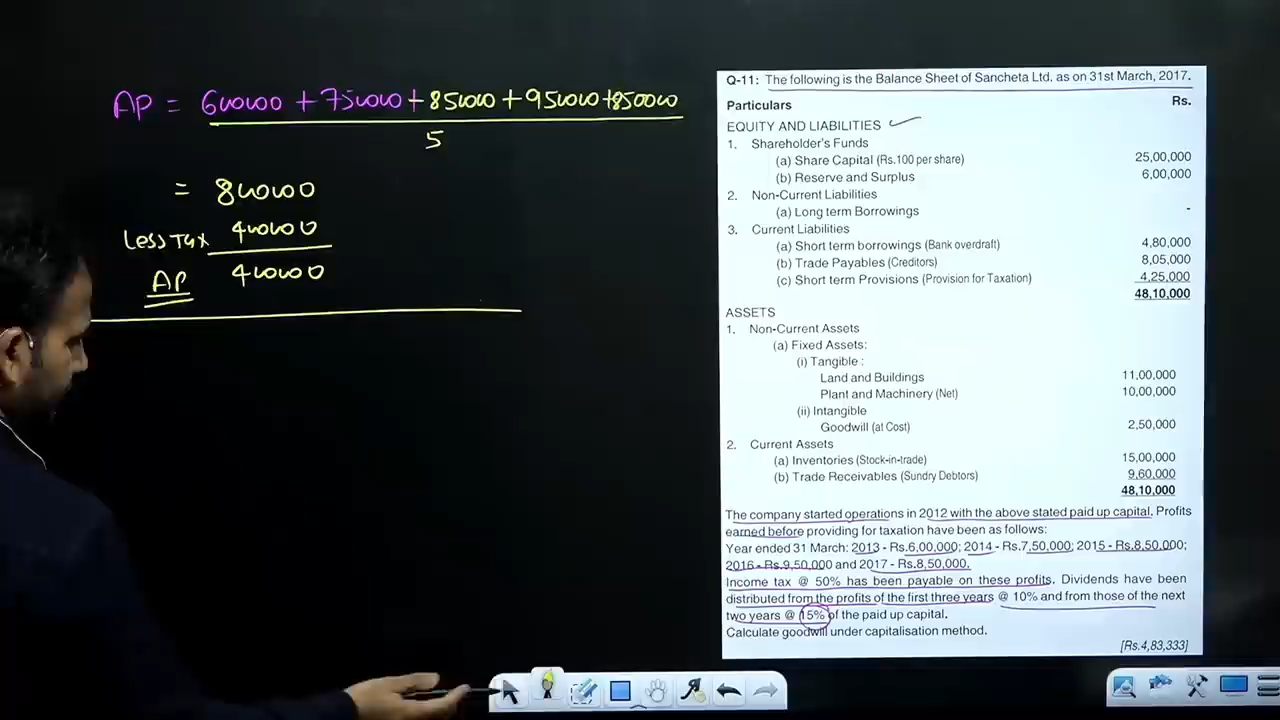 AP = 600000 + 750000 + 850000 + 950000 + 850000
5
= 800000
Less Tax 400000
AP 400000
Q-11: The following is the Balance Sheet of Sancheta Ltd. as on 31st March, 2017.
Particulars Rs.
EQUITY AND LIABILITIES
1. Shareholder's Funds
(a) Share Capital (Rs.100 per share) 25,00,000
(b) Reserve and Surplus 6,00,000
2. Non-Current Liabilities
(a) Long term Borrowings -
3. Current Liabilities
(a) Short term borrowings (Bank overdraft) 4,80,000
(b) Trade Payables (Creditors) 8,05,000
(c) Short term Provisions (Provision for Taxation) 4,25,000
48,10,000
ASSETS
1. Non-Current Assets
(a) Fixed Assets:
(i) Tangible :
Land and Buildings 11,00,000
Plant and Machinery (Net) 10,00,000
(ii) Intangible
Goodwill (at Cost) 2,50,000
2. Current Assets
(a) Inventories (Stock-in-trade) 15,00,000
(b) Trade Receivables (Sundry Debtors) 9,60,000
48,10,000
The company started operations in 2012 with the above stated paid up capital. Profits
earned before providing for taxation have been as follows:
Year ended 31 March: 2013 - Rs.6,00,000; 2014 - Rs.7,50,000; 2015 - Rs.8,50,000;
2016 - Rs.9,50,000 and 2017 - Rs.8,50,000.
Income tax @ 50% has been payable on these profits. Dividends have been
distributed from the profits of the first three years @ 10% and from those of the next
two years @ 15% of the paid up capital.
Calculate goodwill under capitalisation method.
[Rs.4,83,333]